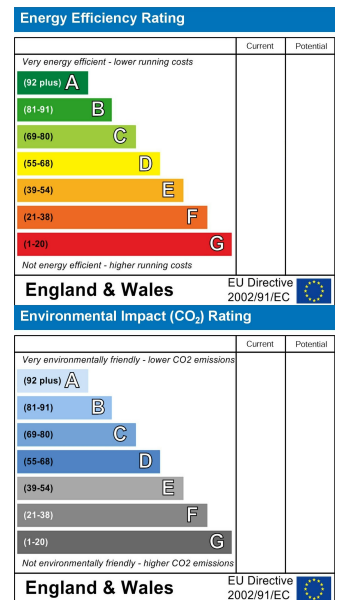 Energy Efficiency Rating
Current Potential
Very energy efficient - lower running costs
(92 plus) A
(81-91) B
(69-80) C
(55-68) D
(39-54) E
(21-38) F
(1-20) G
Not energy efficient - higher running costs
England & Wales
EU Directive
2002/91/EC
Environmental Impact (CO₂) Rating
Current Potential
Very environmentally friendly - lower CO2 emissions
(92 plus) A
(81-91) B
(69-80) C
(55-68) D
(39-54) E
(21-38) F
(1-20) G
Not environmentally friendly - higher CO2 emissions
England & Wales
EU Directive
2002/91/EC